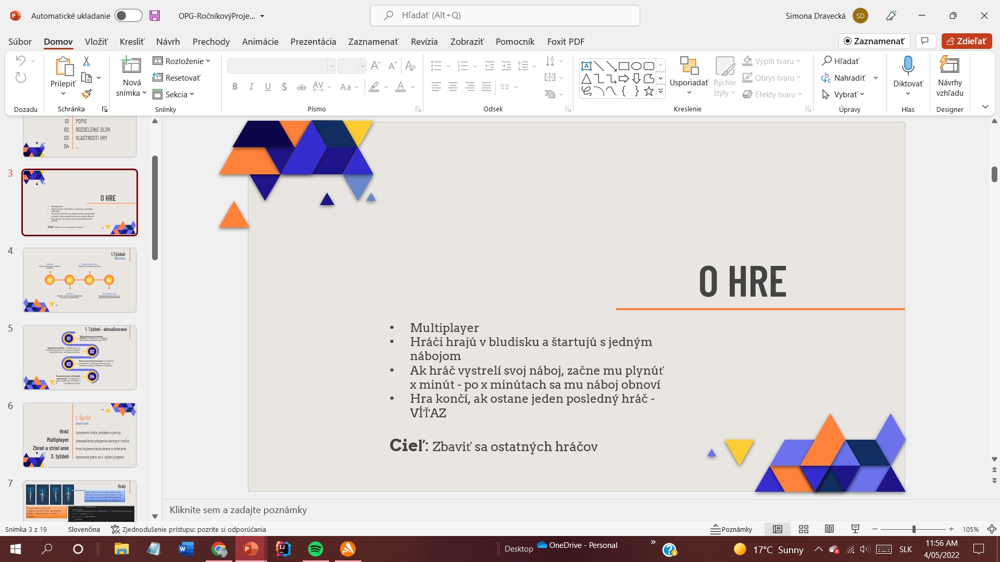 Automatické ukladanie
OPG-RočníkovýProje...
Hľadať (Alt+Q)
Simona Dravecká
SD
Súbor
Domov
Vložiť
Kresliť
Návrh
Prechody
Animácie
Prezentácia
Zaznamenať
Revízia
Zobraziť
Pomocník
Foxit PDF
Zaznamenať
Zdieľať
Dozadu
Prilepiť
Schránka
Nová
snímka
Rozloženie
Resetovať
Sekcia
Snímky
Písmo
Odsek
Usporiadať
Rýchle
štýly
Výplň tvaru
Obrys tvaru
Efekty tvaru
Kreslenie
Hľadať
Nahradiť
Vybrať
Úpravy
Diktovať
Hlas
Návrhy
vzhľadu
Designer
01 POPIS
02 ROZDELENIE ÚLOH
03 VLASTNOSTI HRY
04 ...
3
O HRE
4
1.Týždeň
01 02 03 04
5
1. Týždeň - aktualizované
01
02
03
04
6
1. Šprint
Hráč Vytvorenie hráča, pohybov a plochy
Multiplayer Zabezpečenie pripojenia viacerých hráčov
Zbraň a strieľanie Prvá implementácia zbrane a strieľania
3. týždeň Vytvorenie plánu na 3. týždeň projektu
7
Hráč
O HRE
• Multiplayer
• Hráči hrajú v bludisku a štartujú s jedným
nábojom
• Ak hráč vystrelí svoj náboj, začne mu plynúť
x minút - po x minútach sa mu náboj obnoví
• Hra končí, ak ostane jeden posledný hráč -
VÍŤAZ
Cieľ: Zbaviť sa ostatných hráčov
Kliknite sem a zadajte poznámky
Snímka 3 z 19
Slovenčina
Zjednodušenie prístupu: pozrite si odporúčania
Poznámky
105%
Desktop
OneDrive - Personal
17°C Sunny
SLK
11:56 AM
4/05/2022